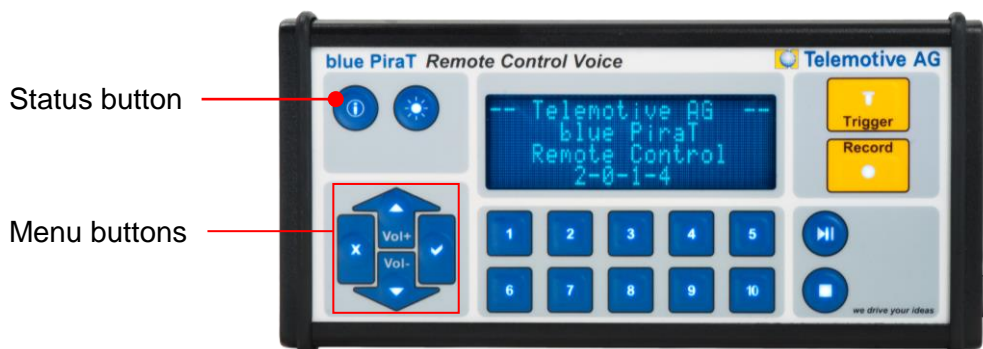 blue PiraT Remote Control Voice
Telemotive AG
Status button
-- Telemotive AG --
blue PiraT
Remote Control
2-0-1-4
T
Trigger
Record
Menu buttons
Vol+
X
Vol-
1 2 3 4 5
6 7 8 9 10
we drive your ideas